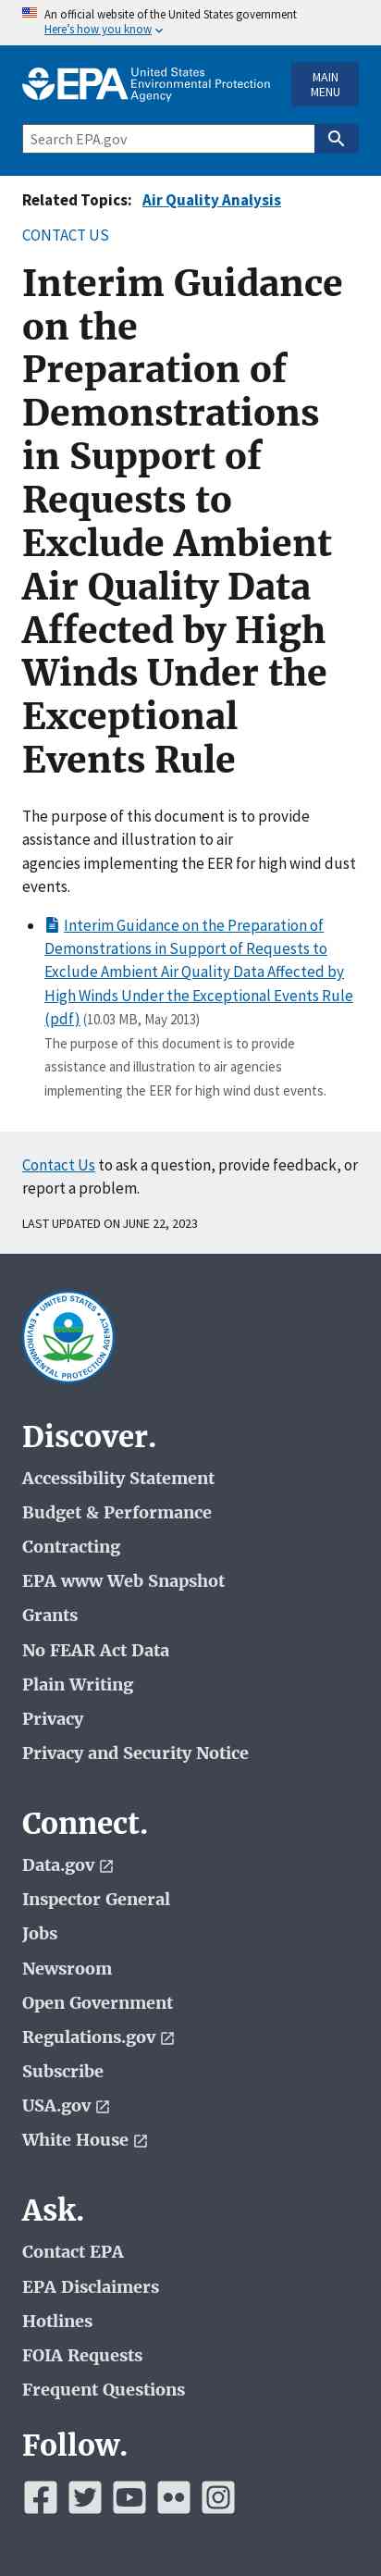 An official website of the United States government
Here's how you know
EPA United States
Environmental Protection
Agency
MAIN
MENU
Search EPA.gov
Related Topics: Air Quality Analysis
CONTACT US
Interim Guidance
on the
Preparation of
Demonstrations
in Support of
Requests to
Exclude Ambient
Air Quality Data
Affected by High
Winds Under the
Exceptional
Events Rule
The purpose of this document is to provide
assistance and illustration to air
agencies implementing the EER for high wind dust
events.
• Interim Guidance on the Preparation of
Demonstrations in Support of Requests to
Exclude Ambient Air Quality Data Affected by
High Winds Under the Exceptional Events Rule
(pdf) (10.03 MB, May 2013)
The purpose of this document is to provide
assistance and illustration to air agencies
implementing the EER for high wind dust events.
Contact Us to ask a question, provide feedback, or
report a problem.
LAST UPDATED ON JUNE 22, 2023
UNITED STATES
ENVIRONMENTAL PROTECTION AGENCY
Discover.
Accessibility Statement
Budget & Performance
Contracting
EPA www Web Snapshot
Grants
No FEAR Act Data
Plain Writing
Privacy
Privacy and Security Notice
Connect.
Data.gov
Inspector General
Jobs
Newsroom
Open Government
Regulations.gov
Subscribe
USA.gov
White House
Ask.
Contact EPA
EPA Disclaimers
Hotlines
FOIA Requests
Frequent Questions
Follow.